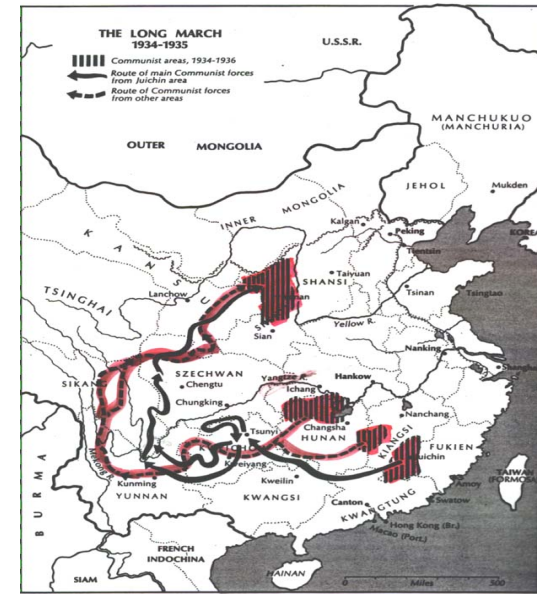 THE LONG MARCH
1934-1935
Communist areas, 1934-1936
Route of main Communist forces
from Juichin area
Route of Communist forces
from other areas
U.S.S.R.
OUTER MONGOLIA
MANCHUKUO
(MANCHURIA)
JEHOL
Mukden
INNER MONGOLIA
Kalgan
Peking
Tientsin
KANSU
TSINGHAI
Lanchow
SHANSI
Taiyuan
Tsinan
Tsingtao
Sian
Yellow R.
Nanking
SIKANG
SZECHWAN
Chengtu
Yangtze R.
Ichang
Hankow
Chungking
Nanchang
Changsha
HUNAN
KIANGSI
FUKIEN
Tsunyi
Kweiyang
Juichin
Mekong R.
Kunming
YUNNAN
Kweilin
KWANGSI
Canton
KWANGTUNG
Amoy
Swatow
TAIWAN
(FORMOSA
Hong Kong (Br.)
Macao (Port.)
BURMA
FRENCH
INDOCHINA
SIAM
HAINAN
0 Miles 500